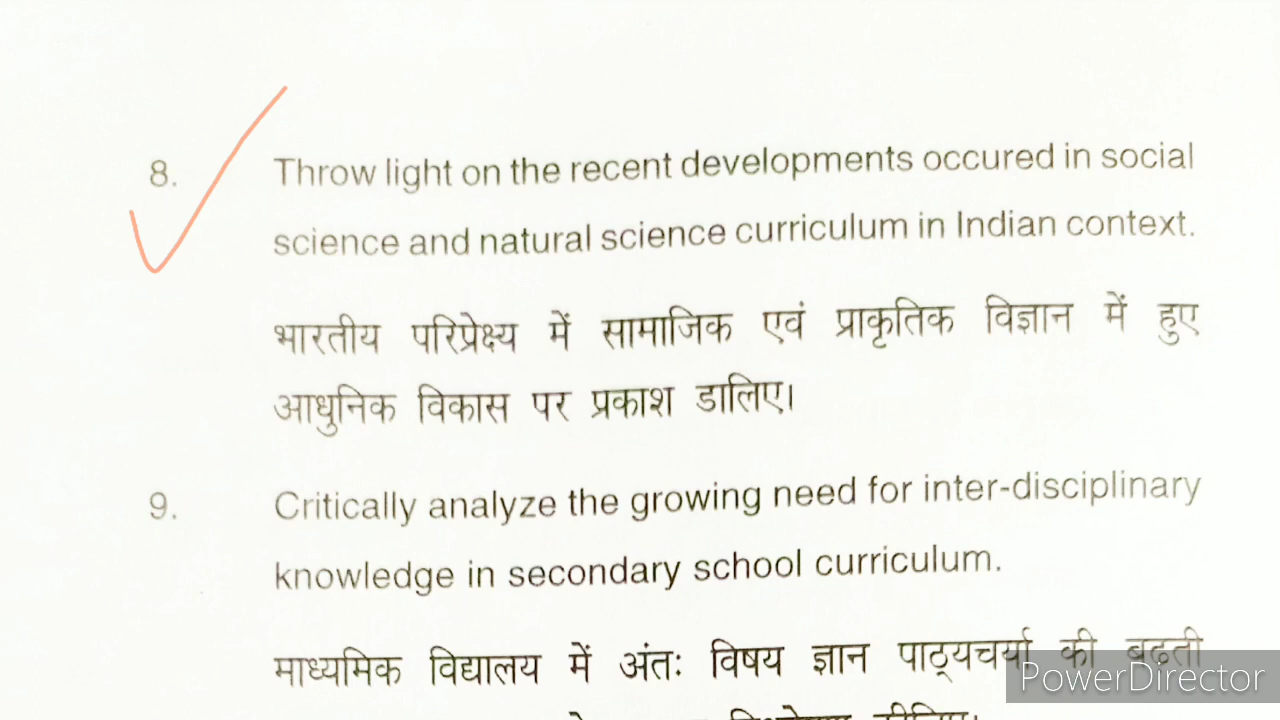 8. Throw light on the recent developments occured in social
science and natural science curriculum in Indian context.
भारतीय परिप्रेक्ष्य में सामाजिक एवं प्राकृतिक विज्ञान में हुए
आधुनिक विकास पर प्रकाश डालिए।
9. Critically analyze the growing need for inter-disciplinary
knowledge in secondary school curriculum.
माध्यमिक विद्यालय में अंतः विषय ज्ञान पाठ्यचर्या की बढ़ती
PowerDirector